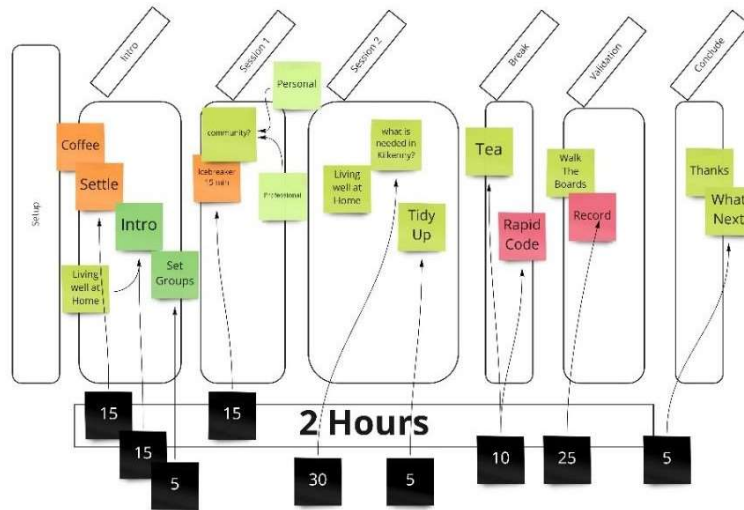 Setup
Intro
Session 1
Session 2
Break
Validation
Conclude
Coffee
Settle
Intro
Living
well at
Home
Set
Groups
Personal
community?
Icebreaker
15 min
Professional
what is
needed in
Kilkenny?
Living
well at
Home
Tidy
Up
Tea
Rapid
Code
Walk
The
Boards
Record
Thanks
What
Next
2 Hours
15
15
5
15
30
5
10
25
5